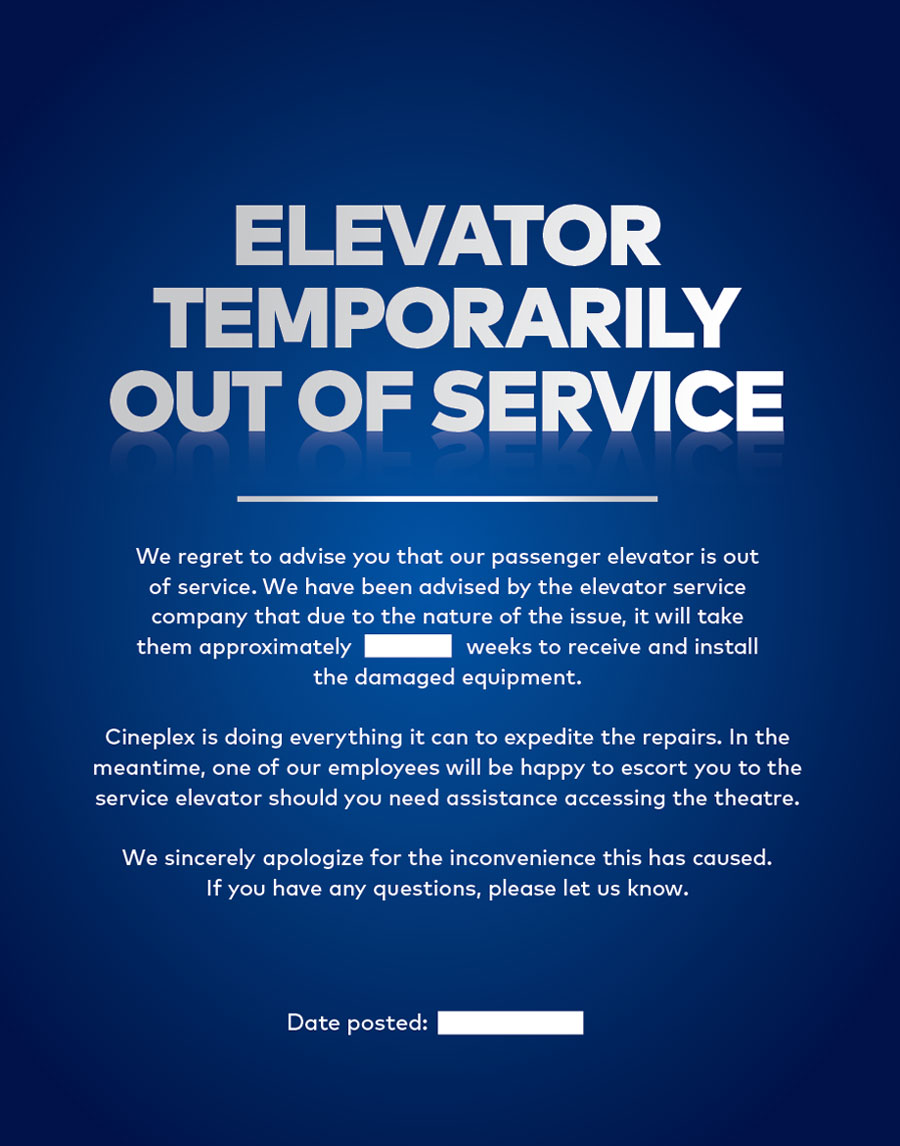 ELEVATOR
TEMPORARILY
OUT OF SERVICE
We regret to advise you that our passenger elevator is out
of service. We have been advised by the elevator service
company that due to the nature of the issue, it will take
them approximately weeks to receive and install
the damaged equipment.
Cineplex is doing everything it can to expedite the repairs. In the
meantime, one of our employees will be happy to escort you to the
service elevator should you need assistance accessing the theatre.
We sincerely apologize for the inconvenience this has caused.
If you have any questions, please let us know.
Date posted: